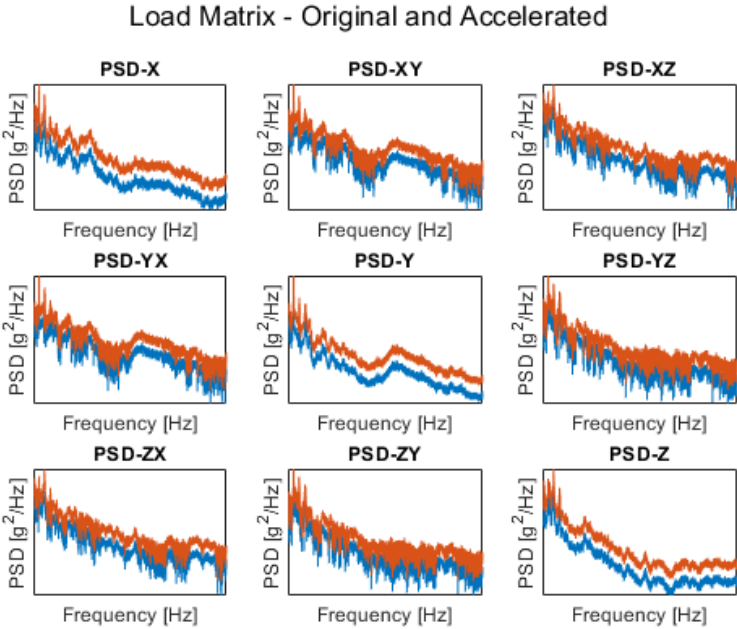 Load Matrix - Original and Accelerated
PSD-X
PSD-XY
PSD-XZ
PSD [g²/Hz]
PSD [g²/Hz]
PSD [g²/Hz]
Frequency [Hz]
Frequency [Hz]
Frequency [Hz]
PSD-YX
PSD-Y
PSD-YZ
PSD [g²/Hz]
PSD [g²/Hz]
PSD [g²/Hz]
Frequency [Hz]
Frequency [Hz]
Frequency [Hz]
PSD-ZX
PSD-ZY
PSD-Z
PSD [g²/Hz]
PSD [g²/Hz]
PSD [g²/Hz]
Frequency [Hz]
Frequency [Hz]
Frequency [Hz]